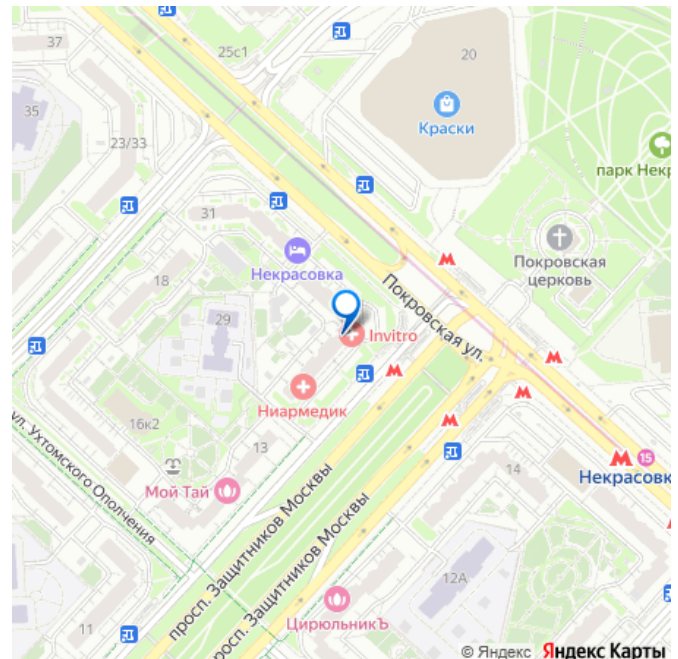 37
25с1
20
35
Краски
23/33
парк Некр
31
Покровская
церковь
Некрасовка
18
Покровская ул.
29
Invitro
Ниармедик
16к2
13
15
Некрасовк
14
Мой Тай
ул. Ухтомского Ополчения
просп. Защитников Москвы
просп. Защитников Москвы
12А
ЦирюльникЪ
11
© Яндекс Яндекс Карты